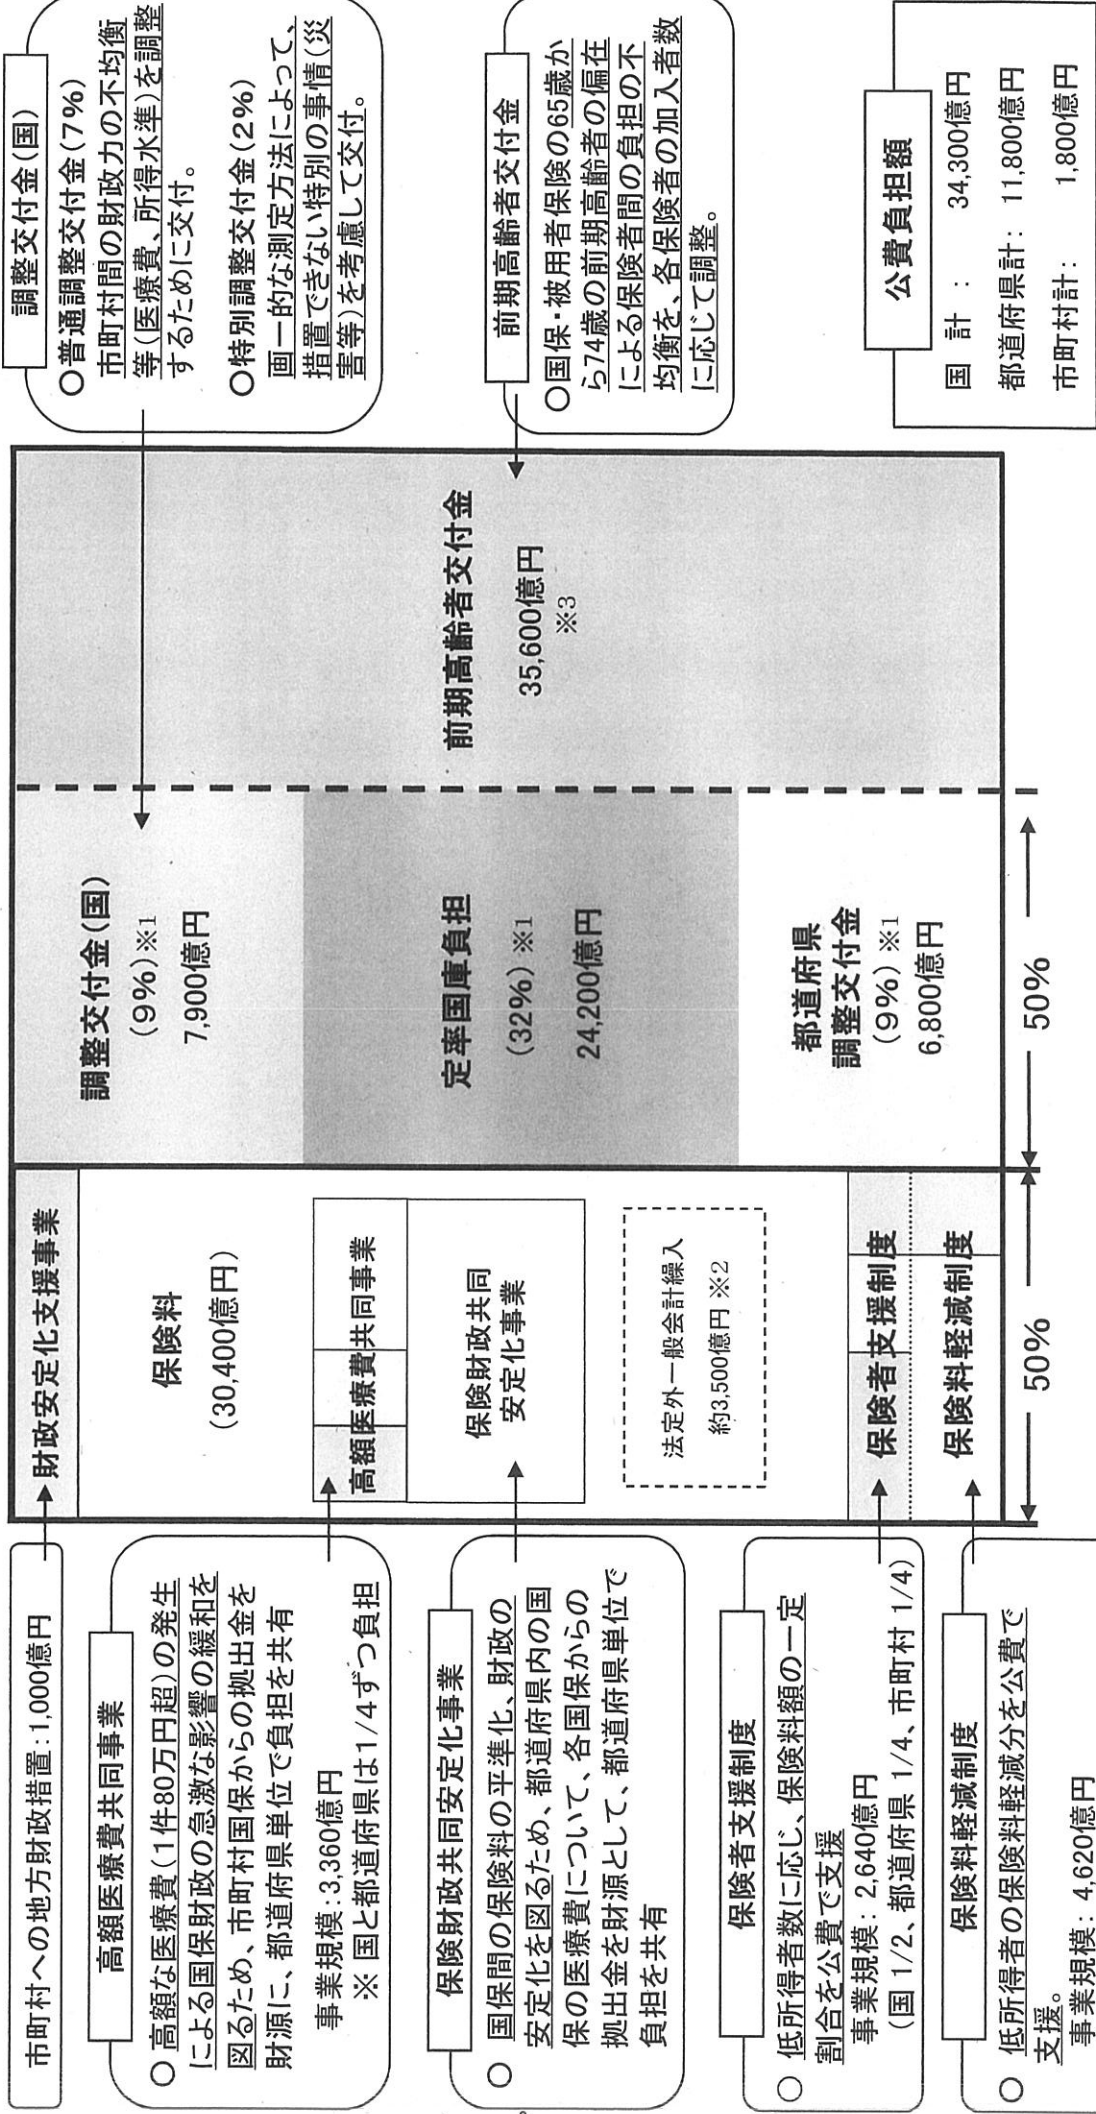 市町村への地方財政措置:1,000億円
高額医療費共同事業
○ 高額な医療費(1件80万円超)の発生
による国保財政の急激な影響の緩和を
図るため、市町村国保からの拠出金を
財源に、都道府県単位で負担を共有
事業規模:3,360億円
※ 国と都道府県は1/4ずつ負担
保険財政共同安定化事業
○ 国保間の保険料の平準化、財政の
安定化を図るため、都道府県内の国
保の医療費について、各国保からの
拠出金を財源として、都道府県単位で
負担を共有
保険者支援制度
○ 低所得者数に応じ、保険料額の一定
割合を公費で支援
事業規模:2,640億円
(国 1/2、都道府県 1/4、市町村 1/4)
保険料軽減制度
○ 低所得者の保険料軽減分を公費で
支援。
事業規模:4,620億円
財政安定化支援事業
保険料
(30,400億円)
高額医療費共同事業
保険財政共同
安定化事業
法定外一般会計繰入
約3,500億円 ※2
保険者支援制度
保険料軽減制度
50%
調整交付金(国)
(9%)※1
7,900億円
定率国庫負担
(32%)※1
24,200億円
都道府県
調整交付金
(9%)※1
6,800億円
50%
前期高齢者交付金
35,600億円
※3
調整交付金(国)
○普通調整交付金(7%)
市町村間の財政力の不均衡
等(医療費、所得水準)を調整
するために交付。
○特別調整交付金(2%)
画一的な測定方法によって、
措置できない特別の事情(災
害等)を考慮して交付。
前期高齢者交付金
○国保・被用者保険の65歳か
ら74歳の前期高齢者の偏在
による保険者間の負担の不
均衡を、各保険者の加入者数
に応じて調整。
公費負担額
国 計 : 34,300億円
都道府県計: 11,800億円
市町村計: 1,800億円